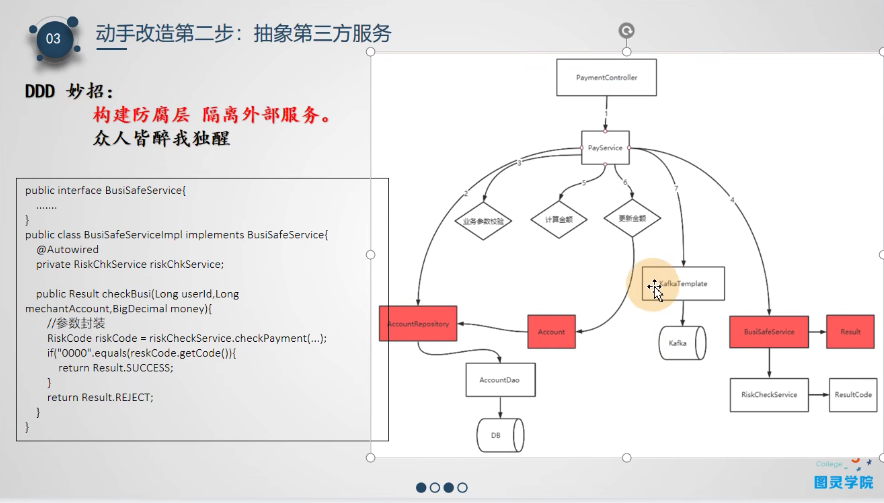 03
动手改造第二步：抽象第三方服务
DDD 妙招：
构建防腐层 隔离外部服务。
众人皆醉我独醒
public interface BusiSafeService{
.......
}
public class BusiSafeServiceImpl implements BusiSafeService{
@Autowired
private RiskChkService riskChkService;
public Result checkBusi(Long userId,Long
mechantAccount,BigDecimal money){
//参数封装
RiskCode riskCode = riskCheckService.checkPayment(...);
if("0000".equals(reskCode.getCode()){
return Result.SUCCESS;
}
return Result.REJECT;
}
}
PaymentController
1
PayService
2
3
5
6
7
4
业务参数校验
计算金额
更新金额
KafkaTemplate
AccountRepository
Account
Kafka
BusiSafeService
Result
AccountDao
RiskCheckService
ResultCode
DB
College
图灵学院